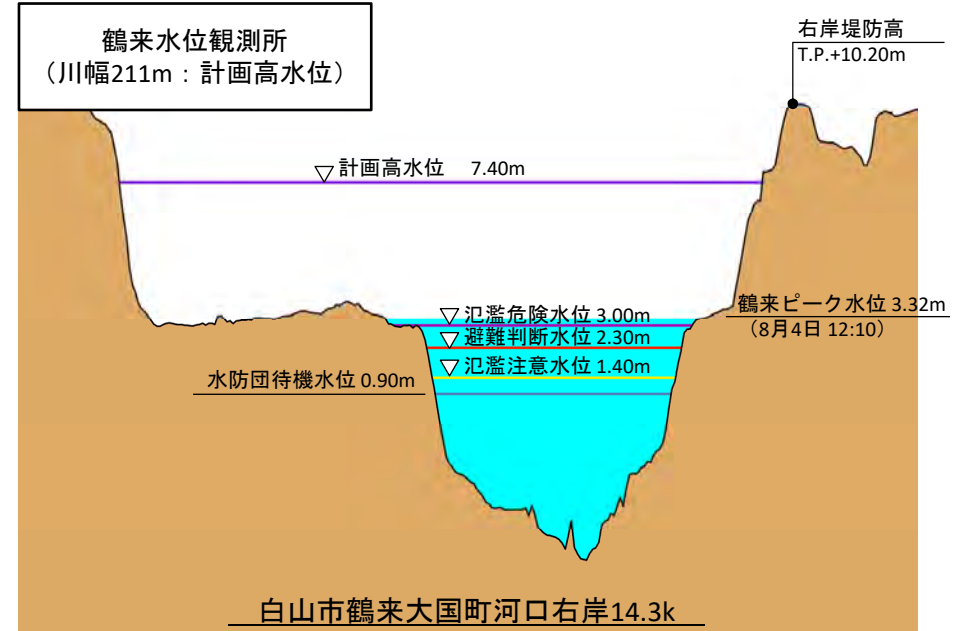 鶴来水位観測所
（川幅211m：計画高水位）
右岸堤防高
T.P.+10.20m
▽計画高水位 7.40m
▽氾濫危険水位 3.00m
▽避難判断水位 2.30m
▽氾濫注意水位 1.40m
水防団待機水位 0.90m
鶴来ピーク水位 3.32m
（8月4日 12:10）
白山市鶴来大国町河口右岸14.3k